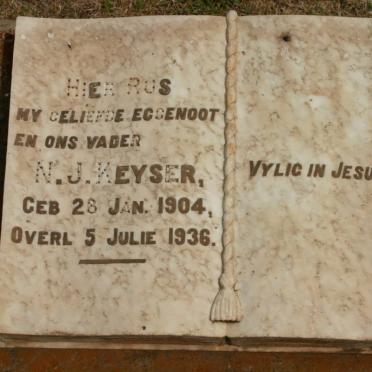 HIER RUS
MY GELIEFDE EGGENOOT
EN ONS VADER
N.J. KEYSER,
GEB 28 JAN. 1904,
OVERL 5 JULIE 1936.
VYLIG IN JESU